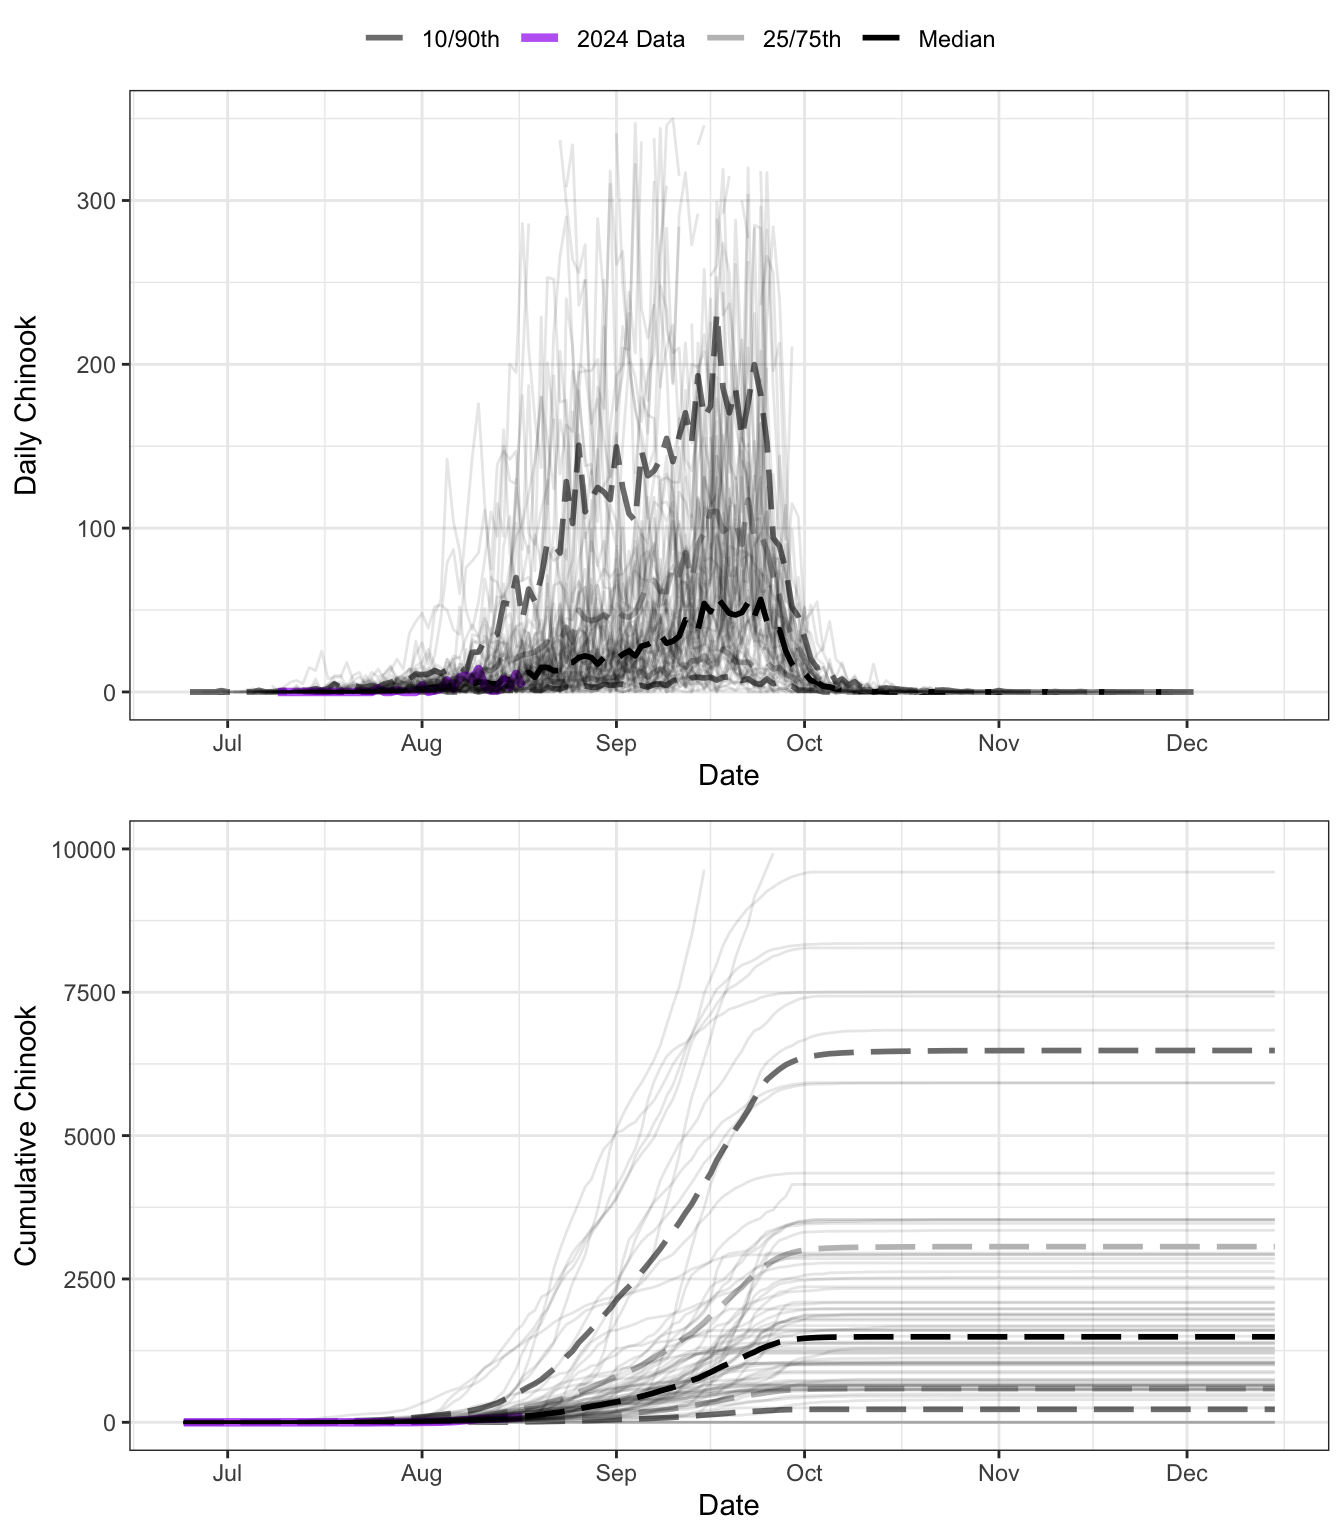 10/90th 2024 Data 25/75th Median
Daily Chinook
300
200
100
0
Jul Aug Sep Oct Nov Dec
Date
Cumulative Chinook
10000
7500
5000
2500
0
Jul Aug Sep Oct Nov Dec
Date